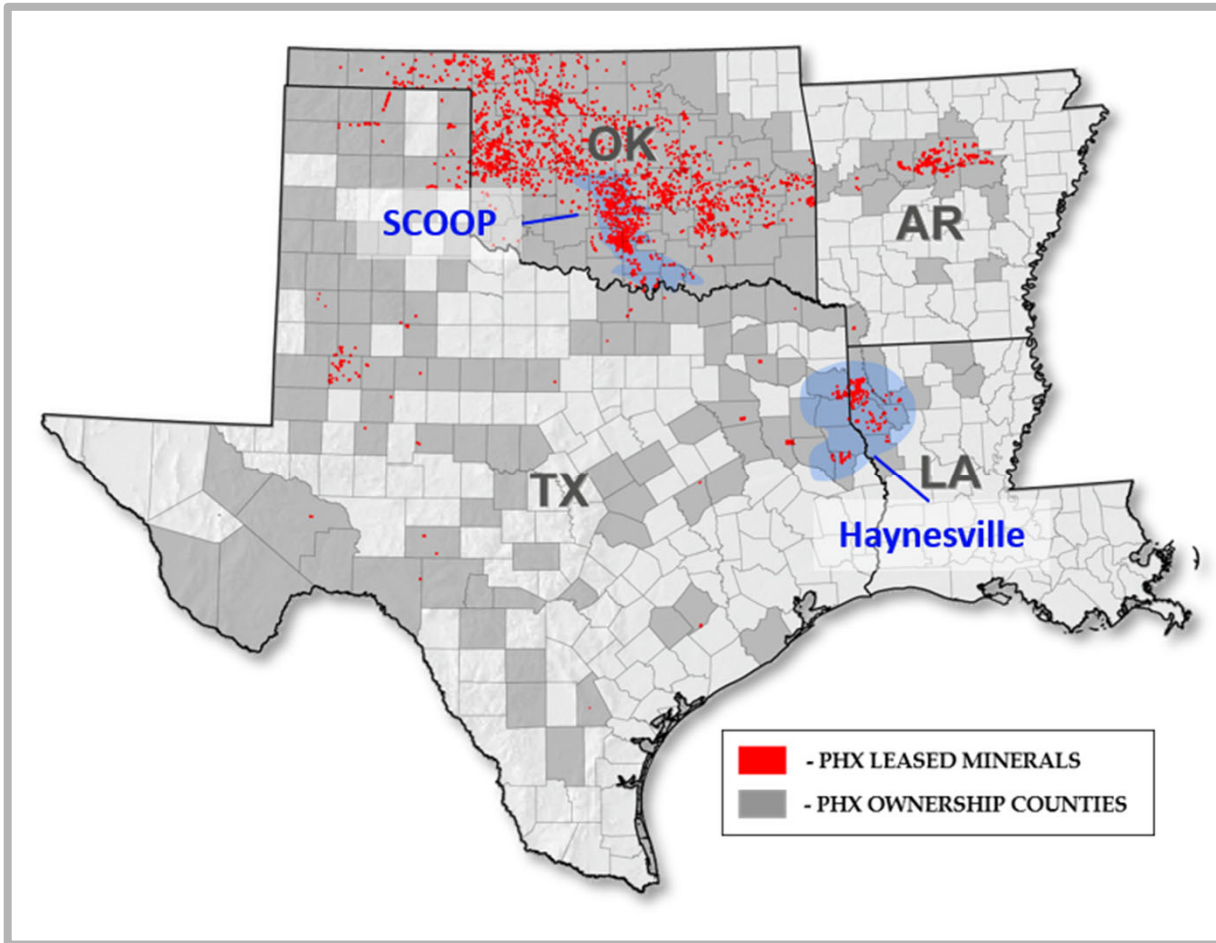 OK
SCOOP
AR
TX
LA
Haynesville
- PHX LEASED MINERALS
- PHX OWNERSHIP COUNTIES